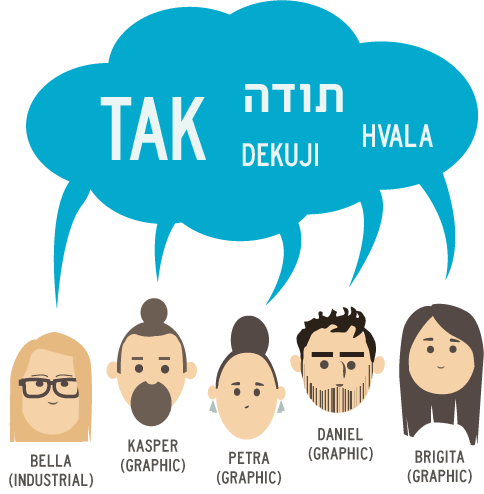 TAK
תודה
DEKUJI
HVALA
BELLA
(INDUSTRIAL)
KASPER
(GRAPHIC)
PETRA
(GRAPHIC)
DANIEL
(GRAPHIC)
BRIGITA
(GRAPHIC)